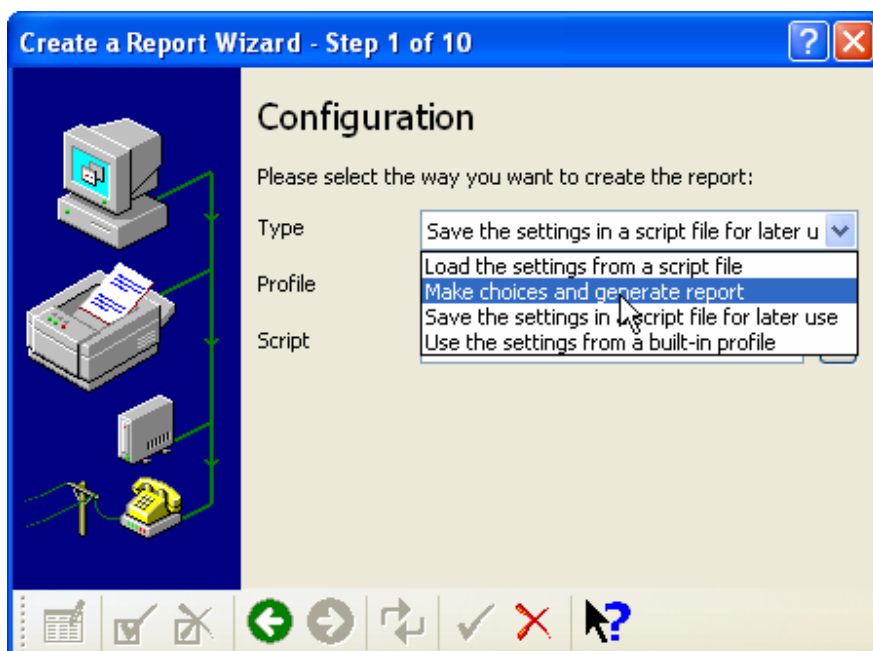 Create a Report Wizard - Step 1 of 10
Configuration
Please select the way you want to create the report:
Type
Save the settings in a script file for later u
Load the settings from a script file
Profile
Make choices and generate report
Save the settings in a script file for later use
Script
Use the settings from a built-in profile